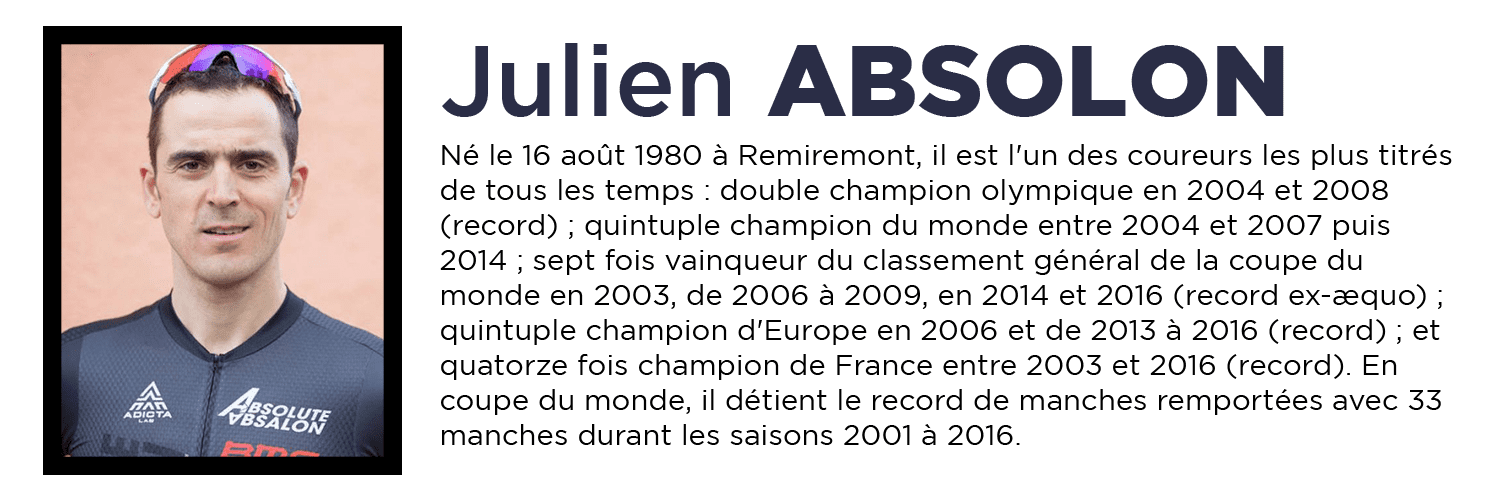 Julien ABSOLON
Né le 16 août 1980 à Remiremont, il est l'un des coureurs les plus titrés
de tous les temps : double champion olympique en 2004 et 2008
(record) ; quintuple champion du monde entre 2004 et 2007 puis
2014 ; sept fois vainqueur du classement général de la coupe du
monde en 2003, de 2006 à 2009, en 2014 et 2016 (record ex-æquo) ;
quintuple champion d'Europe en 2006 et de 2013 à 2016 (record) ; et
quatorze fois champion de France entre 2003 et 2016 (record). En
coupe du monde, il détient le record de manches remportées avec 33
manches durant les saisons 2001 à 2016.
ADICTA
LAB
ABSOLUTE
ABSALON
BMC